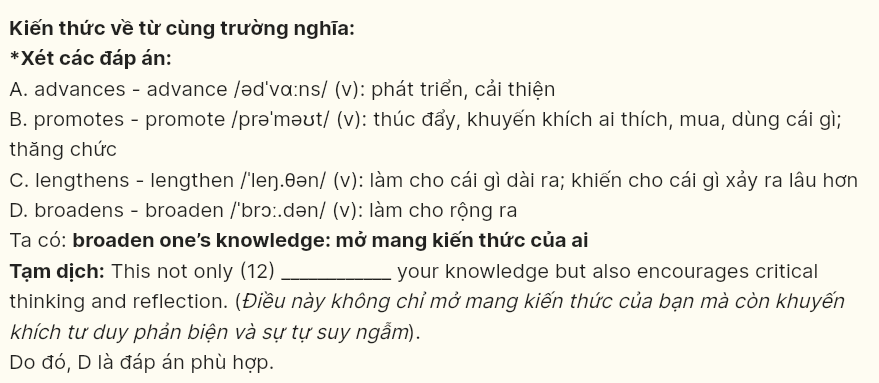 Kiến thức về từ cùng trường nghĩa:
*Xét các đáp án:
A. advances - advance /ədˈvɑːns/ (v): phát triển, cải thiện
B. promotes - promote /prəˈməʊt/ (v): thúc đẩy, khuyến khích ai thích, mua, dùng cái gì;
thăng chức
C. lengthens - lengthen /ˈleŋ.θən/ (v): làm cho cái gì dài ra; khiến cho cái gì xảy ra lâu hơn
D. broadens - broaden /ˈbrɔː.dən/ (v): làm cho rộng ra
Ta có: broaden one’s knowledge: mở mang kiến thức của ai
Tạm dịch: This not only (12) ____________ your knowledge but also encourages critical
thinking and reflection. (Điều này không chỉ mở mang kiến thức của bạn mà còn khuyến
khích tư duy phản biện và sự tự suy ngẫm).
Do đó, D là đáp án phù hợp.